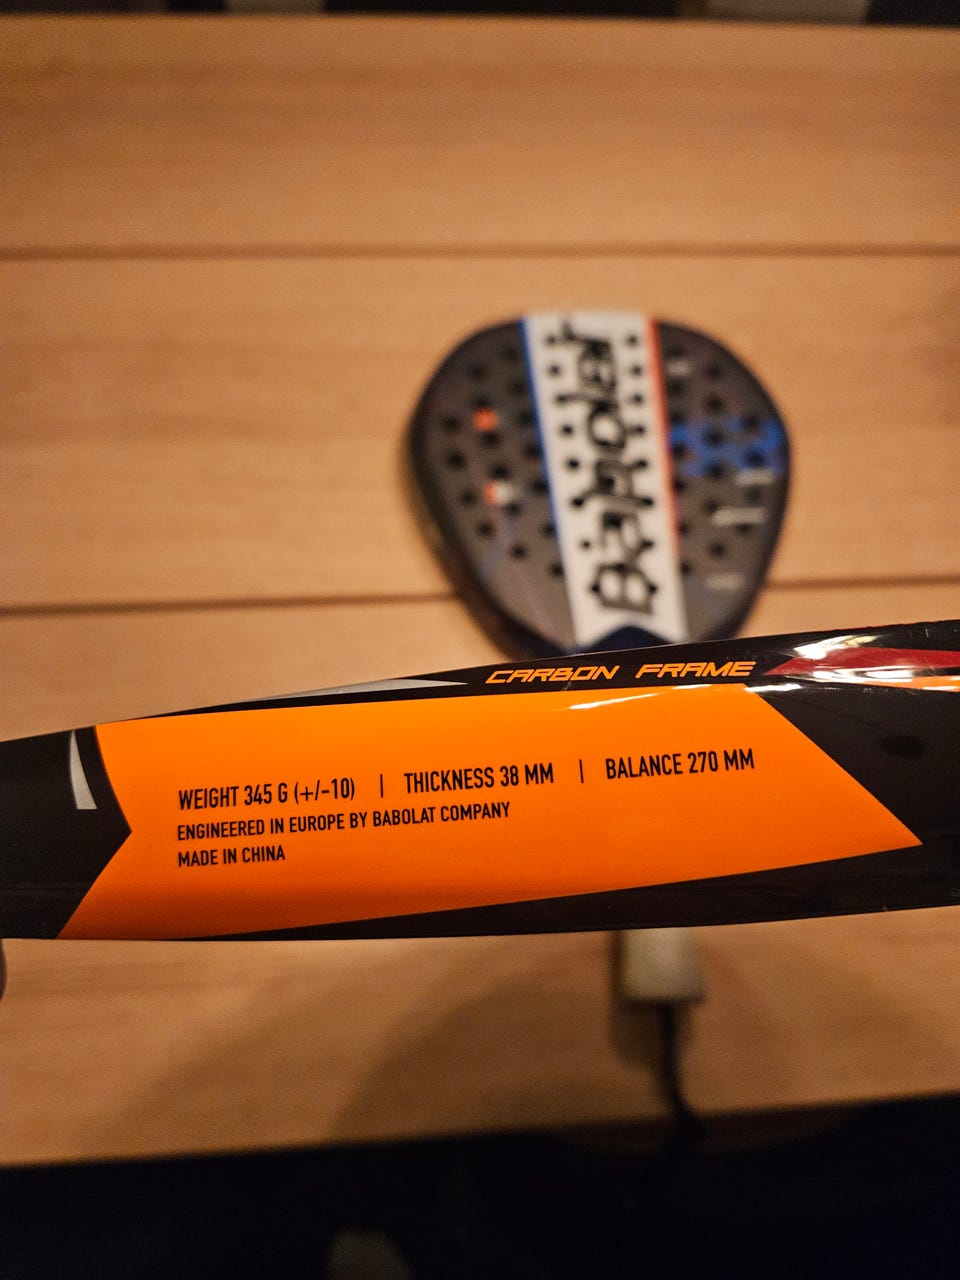 CARBON FRAME
WEIGHT 345 G (+/-10) | THICKNESS 38 MM | BALANCE 270 MM
ENGINEERED IN EUROPE BY BABOLAT COMPANY
MADE IN CHINA